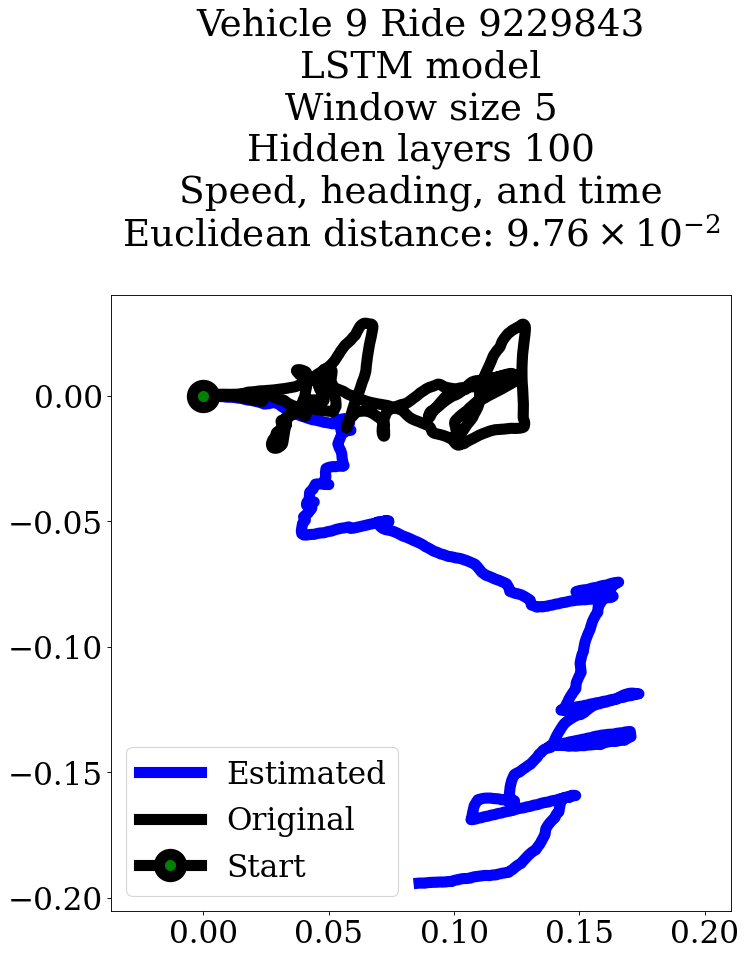 Vehicle 9 Ride 9229843
LSTM model
Window size 5
Hidden layers 100
Speed, heading, and time
Euclidean distance: 9.76 × 10⁻²
0.00
−0.05
−0.10
−0.15
−0.20
Estimated
Original
Start
0.00 0.05 0.10 0.15 0.20